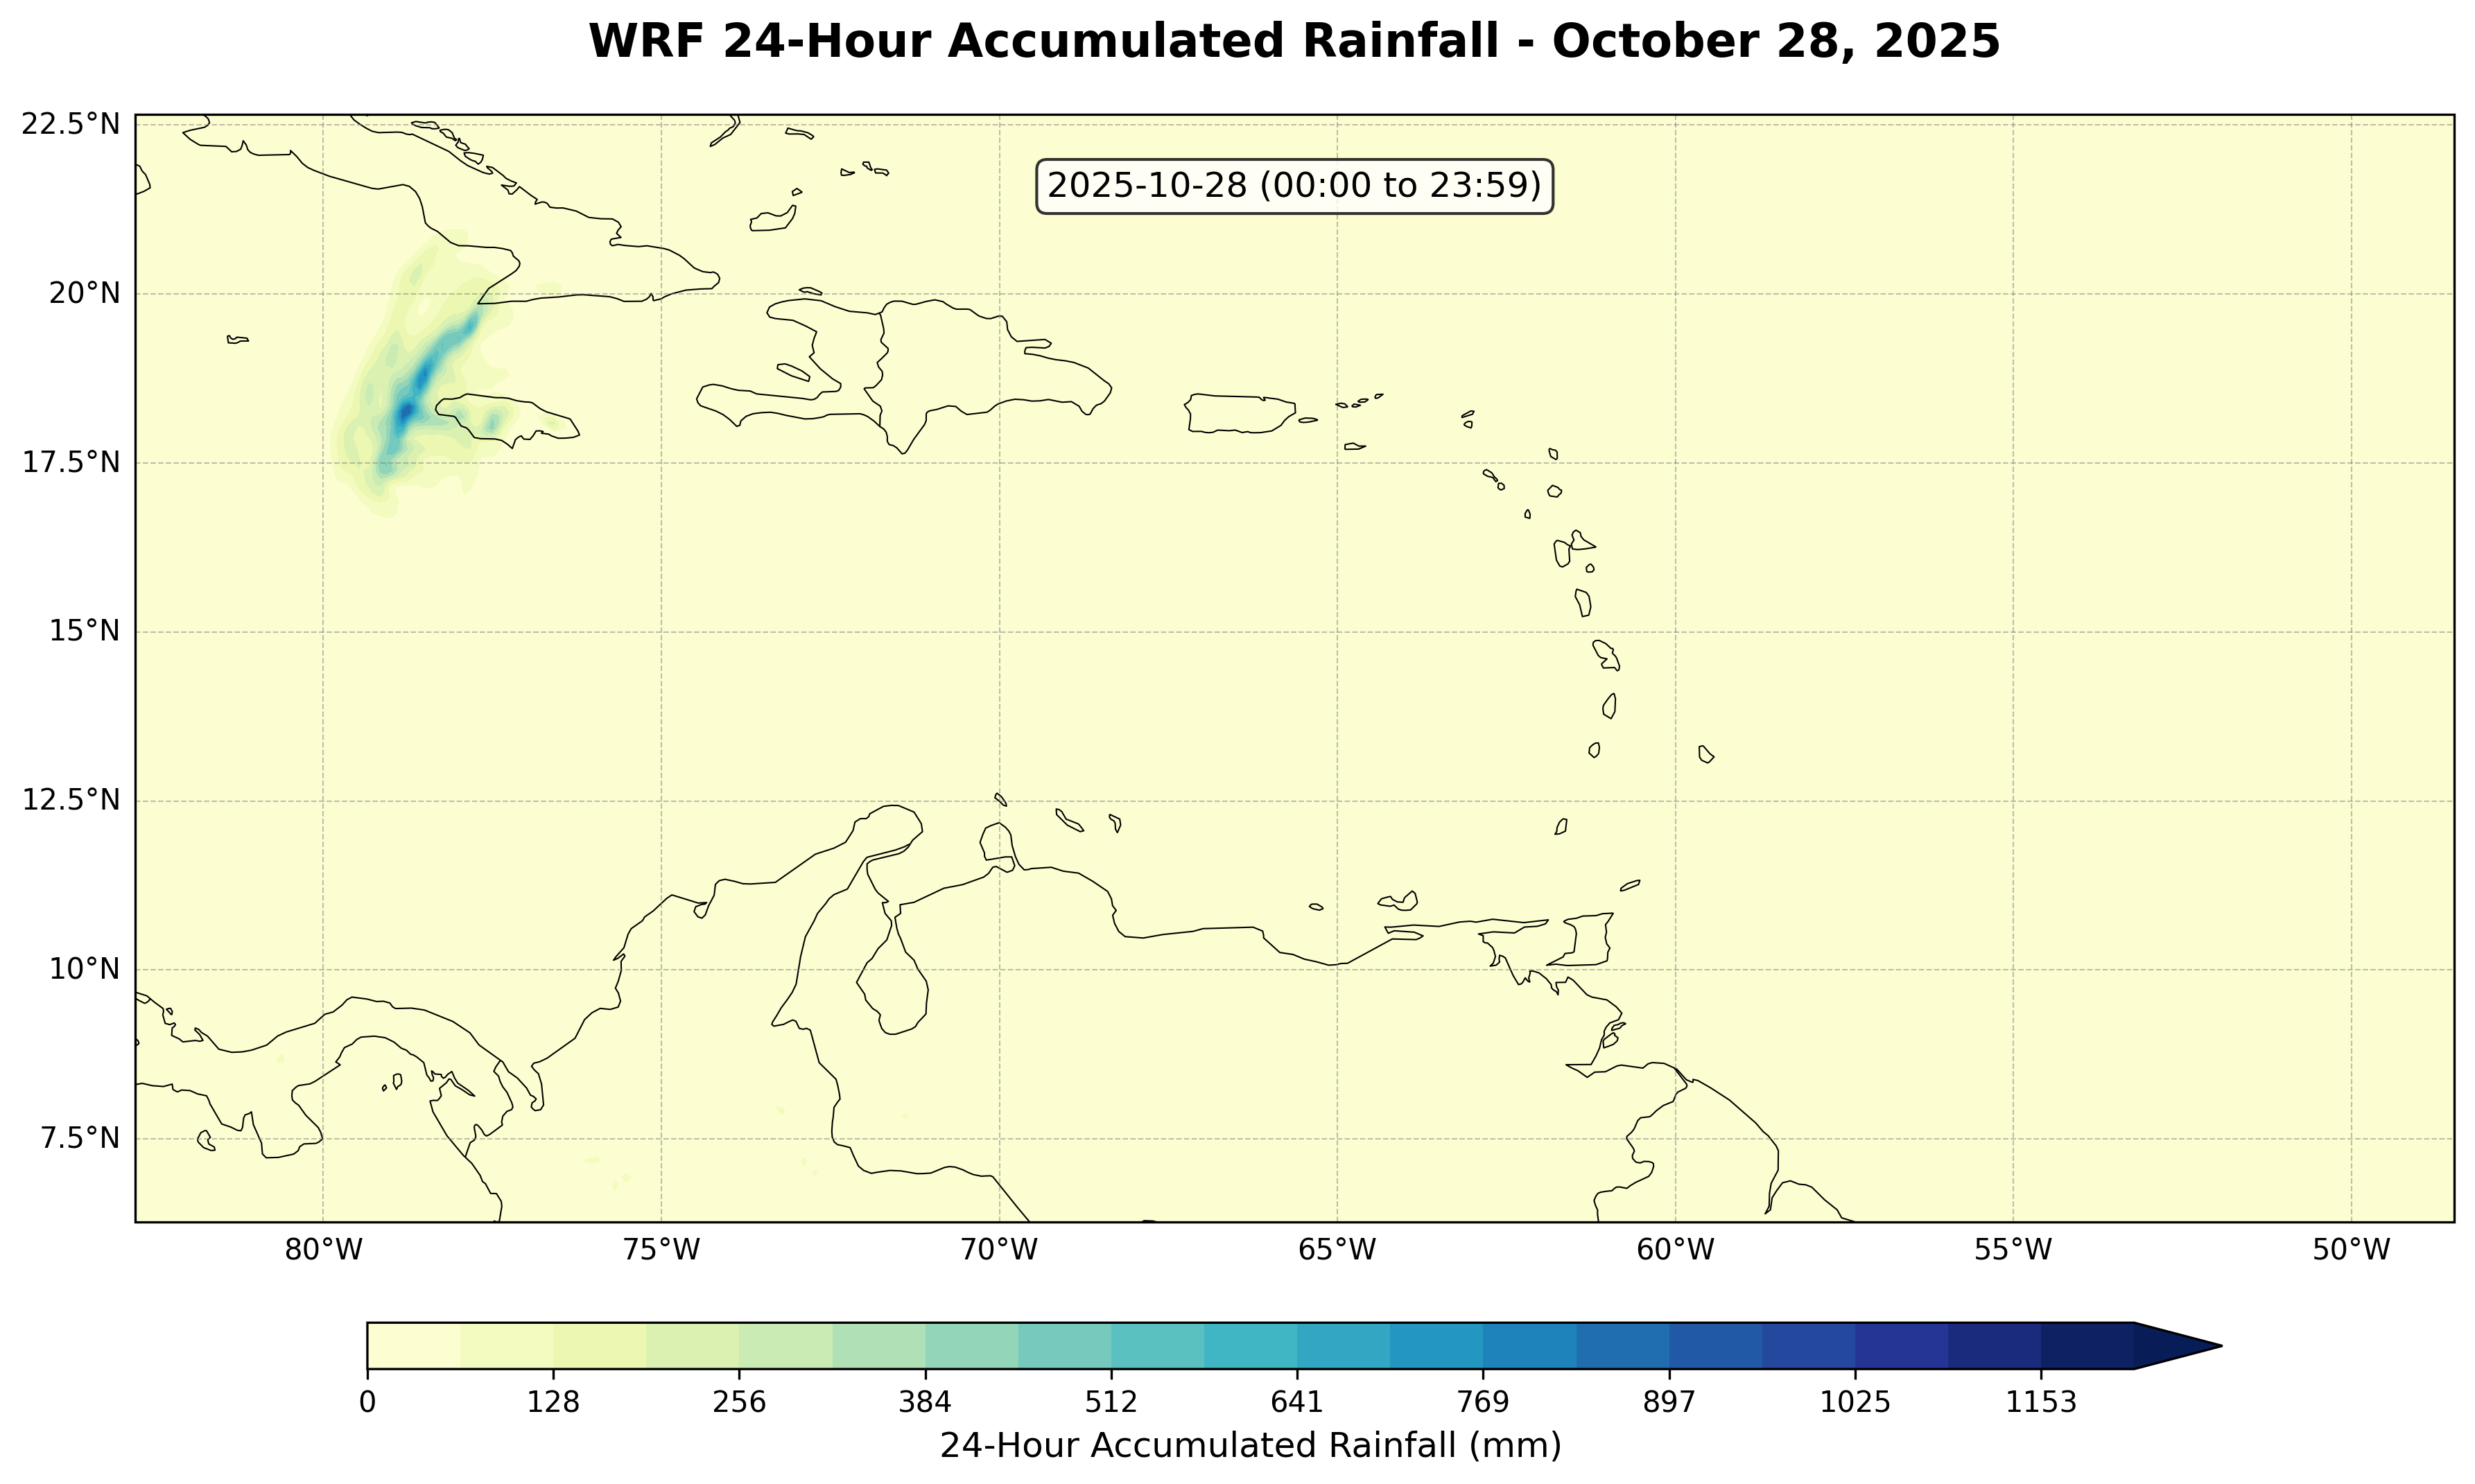 WRF 24-Hour Accumulated Rainfall - October 28, 2025
2025-10-28 (00:00 to 23:59)
22.5°N
20°N
17.5°N
15°N
12.5°N
10°N
7.5°N
80°W 75°W 70°W 65°W 60°W 55°W 50°W
0 128 256 384 512 641 769 897 1025 1153
24-Hour Accumulated Rainfall (mm)